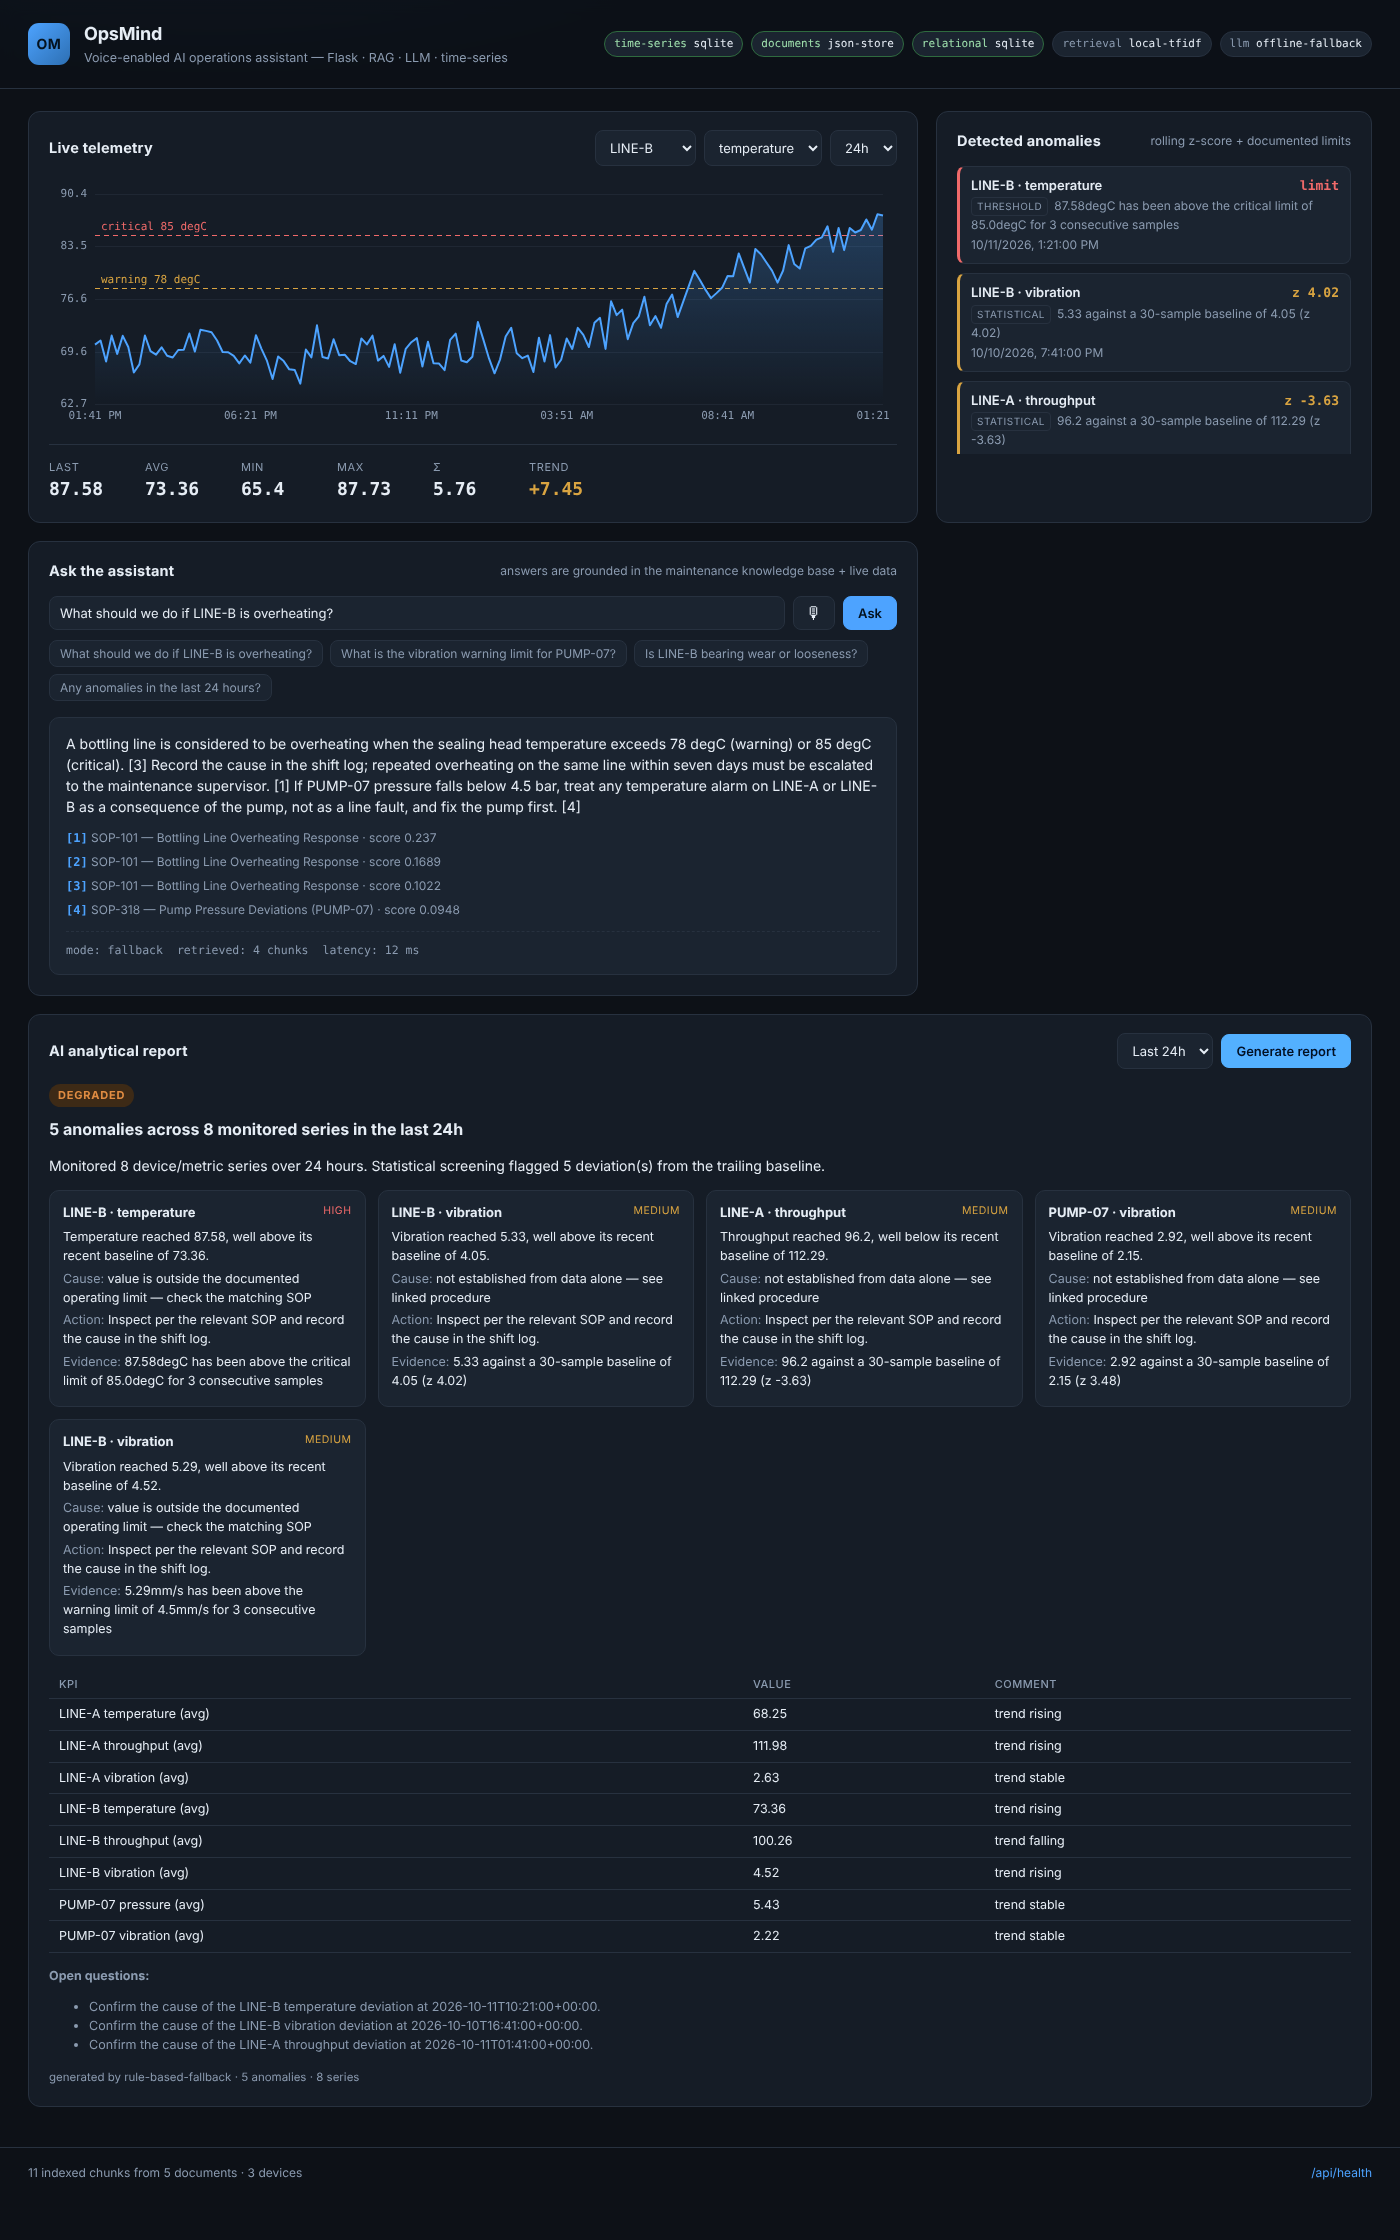 OM
OpsMind
Voice-enabled AI operations assistant — Flask · RAG · LLM · time-series
time-series sqlite
documents json-store
relational sqlite
retrieval local-tfidf
llm offline-fallback
Live telemetry
LINE-B
temperature
24h
90.4
critical 85 degC
83.5
warning 78 degC
76.6
69.6
62.7
01:41 PM
06:21 PM
11:11 PM
03:51 AM
08:41 AM
01:21
LAST
AVG
MIN
MAX
Σ
TREND
87.58
73.36
65.4
87.73
5.76
+7.45
Detected anomalies
rolling z-score + documented limits
LINE-B · temperature
limit
THRESHOLD 87.58degC has been above the critical limit of
85.0degC for 3 consecutive samples
10/11/2026, 1:21:00 PM
LINE-B · vibration
z 4.02
STATISTICAL 5.33 against a 30-sample baseline of 4.05 (z
4.02)
10/10/2026, 7:41:00 PM
LINE-A · throughput
z -3.63
STATISTICAL 96.2 against a 30-sample baseline of 112.29 (z
-3.63)
Ask the assistant
answers are grounded in the maintenance knowledge base + live data
What should we do if LINE-B is overheating?
Ask
What should we do if LINE-B is overheating?
What is the vibration warning limit for PUMP-07?
Is LINE-B bearing wear or looseness?
Any anomalies in the last 24 hours?
A bottling line is considered to be overheating when the sealing head temperature exceeds 78 degC (warning) or 85 degC
(critical). [3] Record the cause in the shift log; repeated overheating on the same line within seven days must be escalated
to the maintenance supervisor. [1] If PUMP-07 pressure falls below 4.5 bar, treat any temperature alarm on LINE-A or LINE-
B as a consequence of the pump, not as a line fault, and fix the pump first. [4]
[1] SOP-101 — Bottling Line Overheating Response · score 0.237
[2] SOP-101 — Bottling Line Overheating Response · score 0.1689
[3] SOP-101 — Bottling Line Overheating Response · score 0.1022
[4] SOP-318 — Pump Pressure Deviations (PUMP-07) · score 0.0948
mode: fallback retrieved: 4 chunks latency: 12 ms
AI analytical report
Last 24h
Generate report
DEGRADED
5 anomalies across 8 monitored series in the last 24h
Monitored 8 device/metric series over 24 hours. Statistical screening flagged 5 deviation(s) from the trailing baseline.
LINE-B · temperature
HIGH
Temperature reached 87.58, well above its
recent baseline of 73.36.
Cause: value is outside the documented
operating limit — check the matching SOP
Action: Inspect per the relevant SOP and record
the cause in the shift log.
Evidence: 87.58degC has been above the critical
limit of 85.0degC for 3 consecutive samples
LINE-B · vibration
MEDIUM
Vibration reached 5.33, well above its recent
baseline of 4.05.
Cause: not established from data alone — see
linked procedure
Action: Inspect per the relevant SOP and record
the cause in the shift log.
Evidence: 5.33 against a 30-sample baseline of
4.05 (z 4.02)
LINE-A · throughput
MEDIUM
Throughput reached 96.2, well below its recent
baseline of 112.29.
Cause: not established from data alone — see
linked procedure
Action: Inspect per the relevant SOP and record
the cause in the shift log.
Evidence: 96.2 against a 30-sample baseline of
112.29 (z -3.63)
PUMP-07 · vibration
MEDIUM
Vibration reached 2.92, well above its recent
baseline of 2.15.
Cause: not established from data alone — see
linked procedure
Action: Inspect per the relevant SOP and record
the cause in the shift log.
Evidence: 2.92 against a 30-sample baseline of
2.15 (z 3.48)
LINE-B · vibration
MEDIUM
Vibration reached 5.29, well above its recent
baseline of 4.52.
Cause: value is outside the documented
operating limit — check the matching SOP
Action: Inspect per the relevant SOP and record
the cause in the shift log.
Evidence: 5.29mm/s has been above the
warning limit of 4.5mm/s for 3 consecutive
samples
KPI VALUE COMMENT
LINE-A temperature (avg) 68.25 trend rising
LINE-A throughput (avg) 111.98 trend rising
LINE-A vibration (avg) 2.63 trend stable
LINE-B temperature (avg) 73.36 trend rising
LINE-B throughput (avg) 100.26 trend falling
LINE-B vibration (avg) 4.52 trend rising
PUMP-07 pressure (avg) 5.43 trend stable
PUMP-07 vibration (avg) 2.22 trend stable
Open questions:
• Confirm the cause of the LINE-B temperature deviation at 2026-10-11T10:21:00+00:00.
• Confirm the cause of the LINE-B vibration deviation at 2026-10-10T16:41:00+00:00.
• Confirm the cause of the LINE-A throughput deviation at 2026-10-11T01:41:00+00:00.
generated by rule-based-fallback · 5 anomalies · 8 series
11 indexed chunks from 5 documents · 3 devices
/api/health